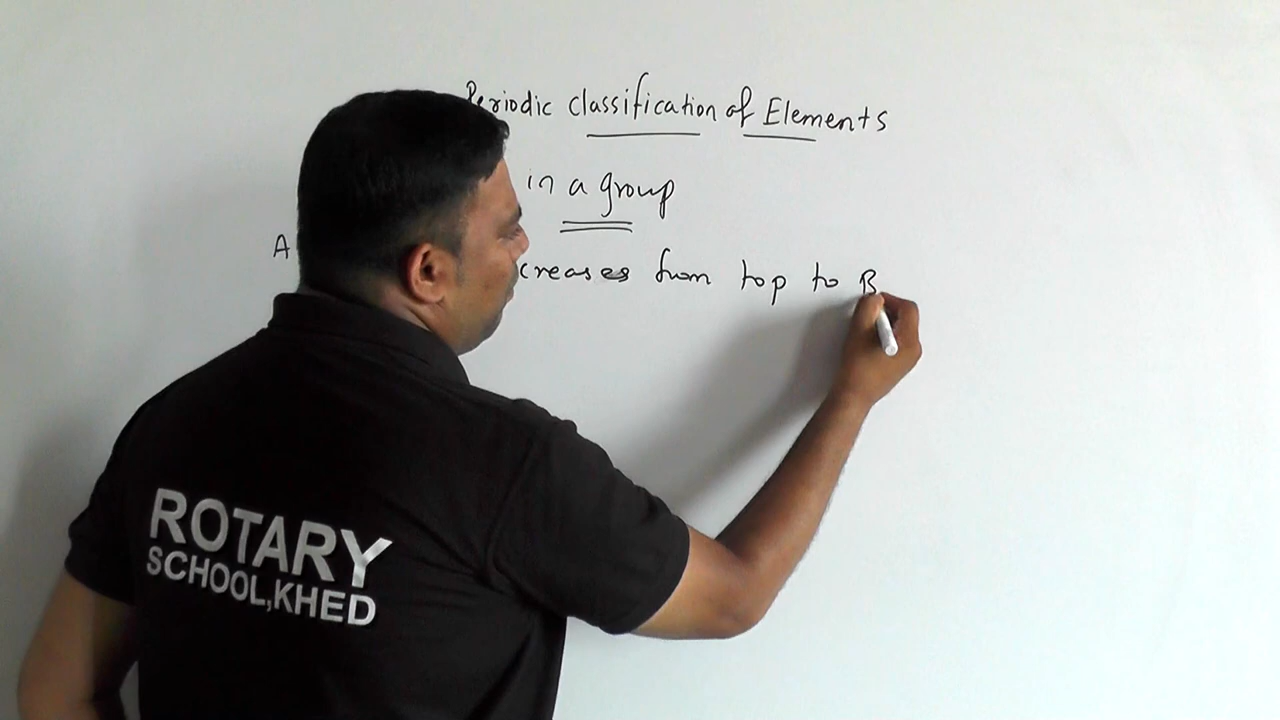 Periodic classification of Elements
in a group
A creases from top to B
ROTARY
SCHOOL,KHED